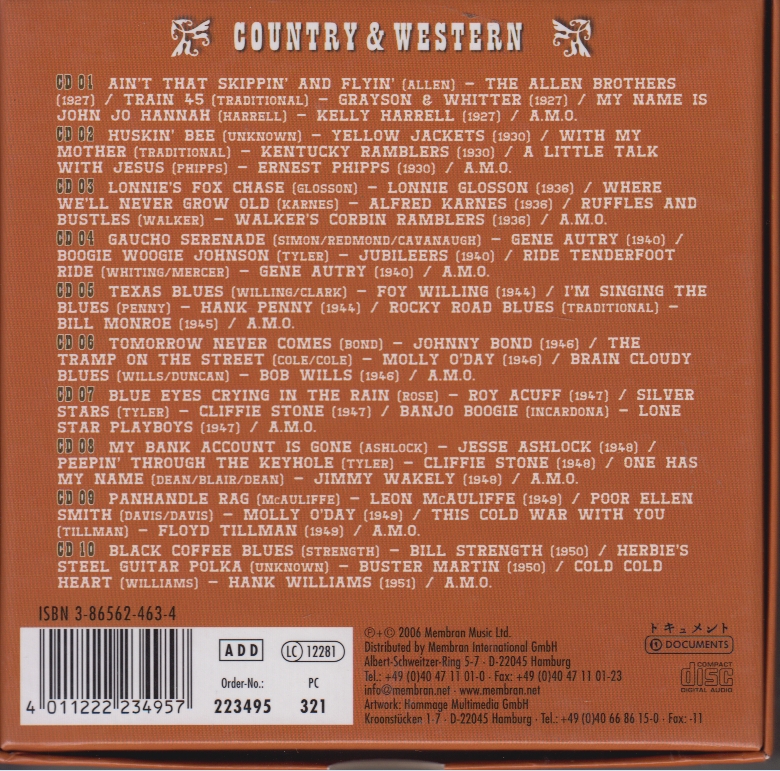 COUNTRY & WESTERN
CD 01 AIN'T THAT SKIPPIN' AND FLYIN' (ALLEN) – THE ALLEN BROTHERS
(1927) / TRAIN 45 (TRADITIONAL) – GRAYSON & WHITTER (1927) / MY NAME IS
JOHN JO HANNAH (HARRELL) – KELLY HARRELL (1927) / A.M.O.
CD 02 HUSKIN' BEE (UNKNOWN) – YELLOW JACKETS (1930) / WITH MY
MOTHER (TRADITIONAL) – KENTUCKY RAMBLERS (1930) / A LITTLE TALK
WITH JESUS (PHIPPS) – ERNEST PHIPPS (1930) / A.M.O.
CD 03 LONNIE'S FOX CHASE (GLOSSON) – LONNIE GLOSSON (1936) / WHERE
WE'LL NEVER GROW OLD (KARNES) – ALFRED KARNES (1936) / RUFFLES AND
BUSTLES (WALKER) – WALKER'S CORBIN RAMBLERS (1936) / A.M.O.
CD 04 GAUCHO SERENADE (SIMON/REDMOND/CAVANAUGH) – GENE AUTRY (1940) /
BOOGIE WOOGIE JOHNSON (TYLER) – JUBILEERS (1940) / RIDE TENDERFOOT
RIDE (WHITING/MERCER) – GENE AUTRY (1940) / A.M.O.
CD 05 TEXAS BLUES (WILLING/CLARK) – FOY WILLING (1944) / I'M SINGING THE
BLUES (PENNY) – HANK PENNY (1944) / ROCKY ROAD BLUES (TRADITIONAL) –
BILL MONROE (1945) / A.M.O.
CD 06 TOMORROW NEVER COMES (BOND) – JOHNNY BOND (1946) / THE
TRAMP ON THE STREET (COLE/COLE) – MOLLY O'DAY (1946) / BRAIN CLOUDY
BLUES (WILLS/DUNCAN) – BOB WILLS (1946) / A.M.O.
CD 07 BLUE EYES CRYING IN THE RAIN (ROSE) – ROY ACUFF (1947) / SILVER
STARS (TYLER) – CLIFFIE STONE (1947) / BANJO BOOGIE (INCARDONA) – LONE
STAR PLAYBOYS (1947) / A.M.O.
CD 08 MY BANK ACCOUNT IS GONE (ASHLOCK) – JESSE ASHLOCK (1948) /
PEEPIN' THROUGH THE KEYHOLE (TYLER) – CLIFFIE STONE (1948) / ONE HAS
MY NAME (DEAN/BLAIR/DEAN) – JIMMY WAKELY (1948) / A.M.O.
CD 09 PANHANDLE RAG (McAULIFFE) – LEON McAULIFFE (1949) / POOR ELLEN
SMITH (DAVIS/DAVIS) – MOLLY O'DAY (1949) / THIS COLD WAR WITH YOU
(TILLMAN) – FLOYD TILLMAN (1949) / A.M.O.
CD 10 BLACK COFFEE BLUES (STRENGTH) – BILL STRENGTH (1950) / HERBIE'S
STEEL GUITAR POLKA (UNKNOWN) – BUSTER MARTIN (1950) / COLD COLD
HEART (WILLIAMS) – HANK WILLIAMS (1951) / A.M.O.
ISBN 3-86562-463-4
4 011222 234957
ADD LC 12281
Order-No.: PC
223495 321
℗+© 2006 Membran Music Ltd.
Distributed by Membran International GmbH
Albert-Schweitzer-Ring 5-7 · D-22045 Hamburg
Tel.: +49 (0)40 47 11 01-0 · Fax: +49 (0)40 47 11 01-23
info@membran.net · www.membran.net
Artwork: Hommage Multimedia GmbH
Kroonstücken 1-7 · D-22045 Hamburg · Tel.: +49 (0)40 66 86 15-0 · Fax: -11
ドキュメント
DOCUMENTS
COMPACT
disc
DIGITAL AUDIO